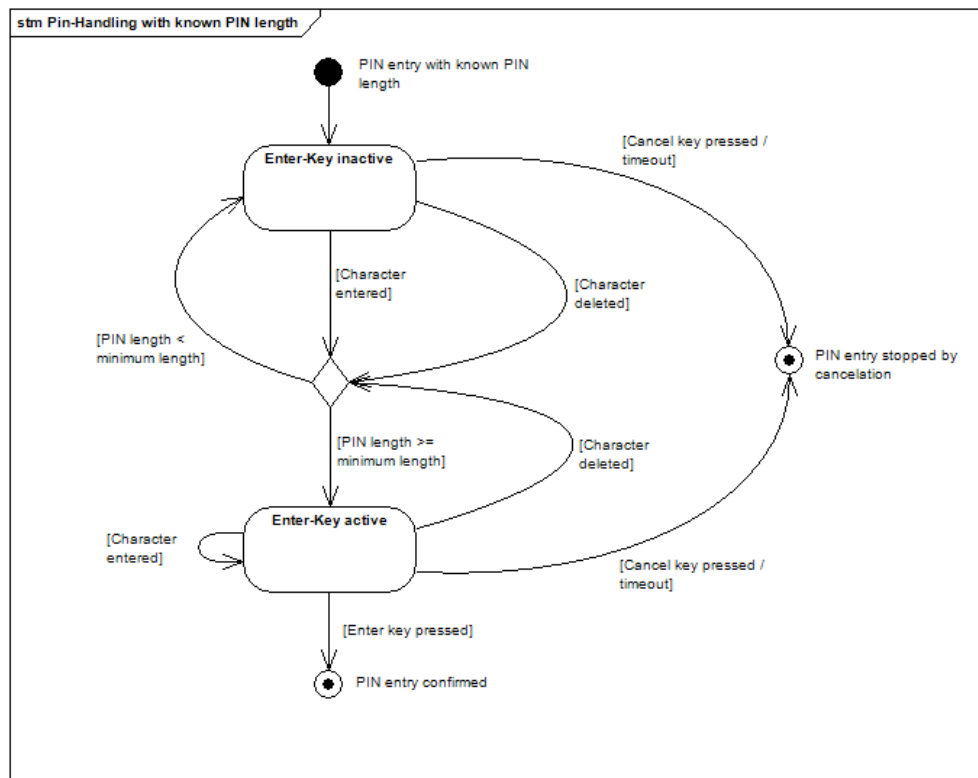 stm Pin-Handling with known PIN length
PIN entry with known PIN
length
Enter-Key inactive
[Cancel key pressed /
timeout]
[Character
entered]
[Character
deleted]
[PIN length <
minimum length]
PIN entry stopped by
cancelation
[PIN length >=
minimum length]
[Character
deleted]
Enter-Key active
[Character
entered]
[Cancel key pressed /
timeout]
[Enter key pressed]
PIN entry confirmed